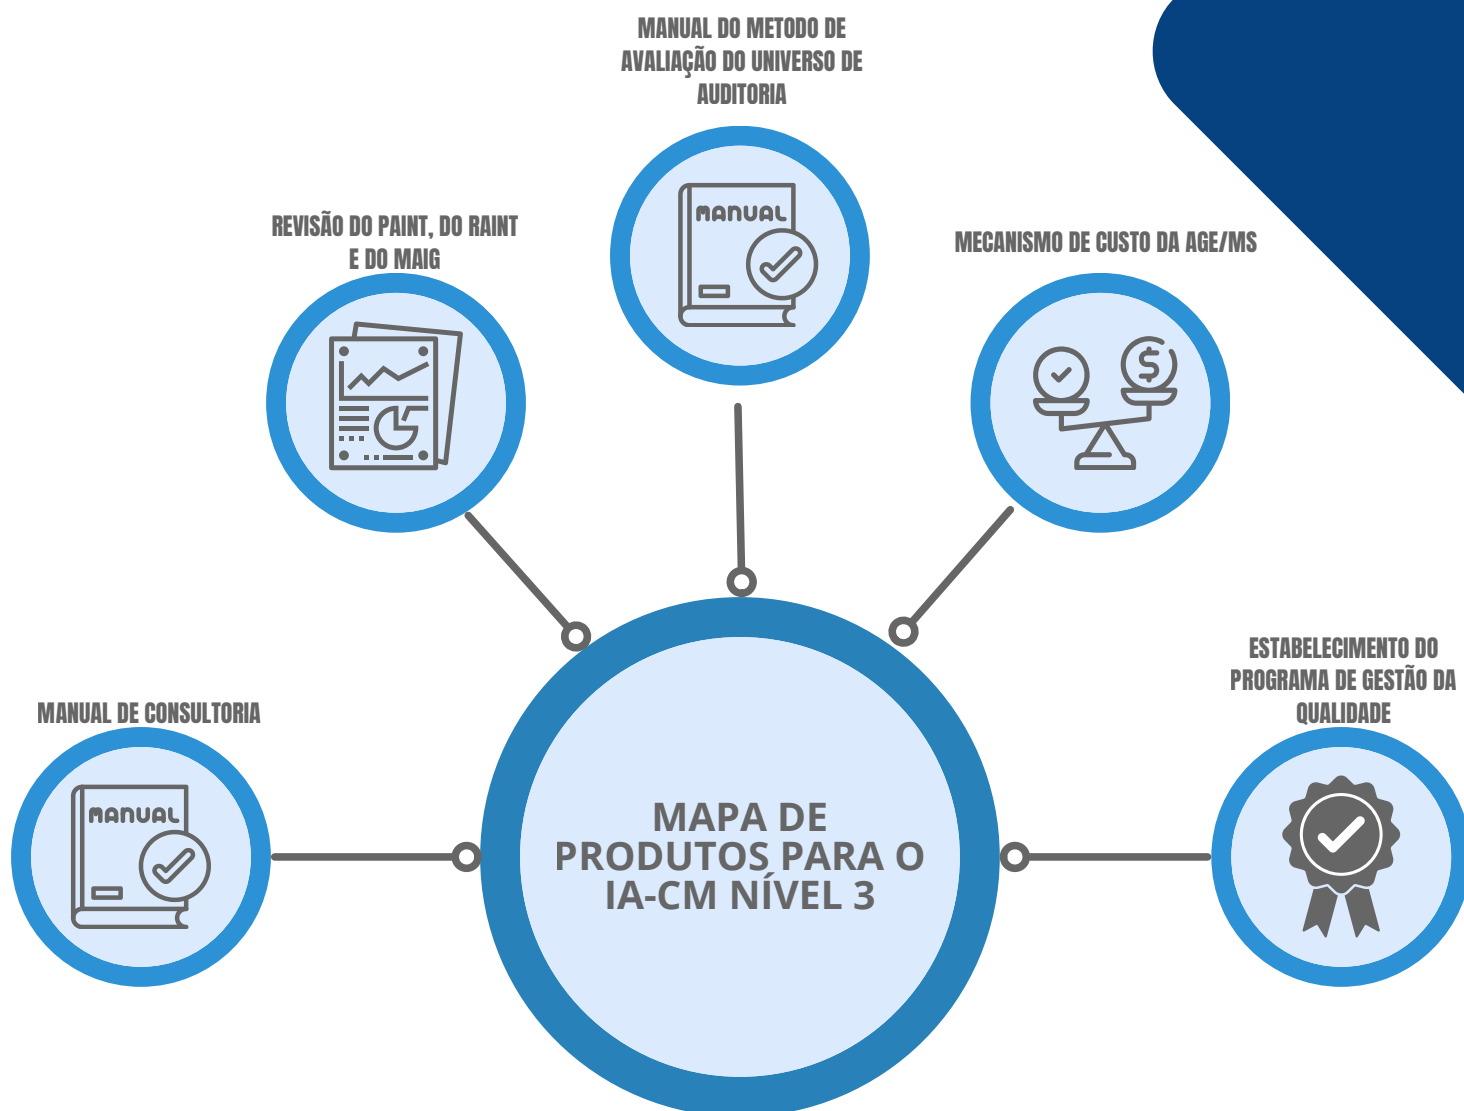 MANUAL DO METODO DE
AVALIAÇÃO DO UNIVERSO DE
AUDITORIA
MANUAL
REVISÃO DO PAINT, DO RAINT
E DO MAIG
MECANISMO DE CUSTO DA AGE/MS
$
ESTABELECIMENTO DO
PROGRAMA DE GESTÃO DA
QUALIDADE
MANUAL DE CONSULTORIA
MANUAL
MAPA DE
PRODUTOS PARA O
IA-CM NÍVEL 3